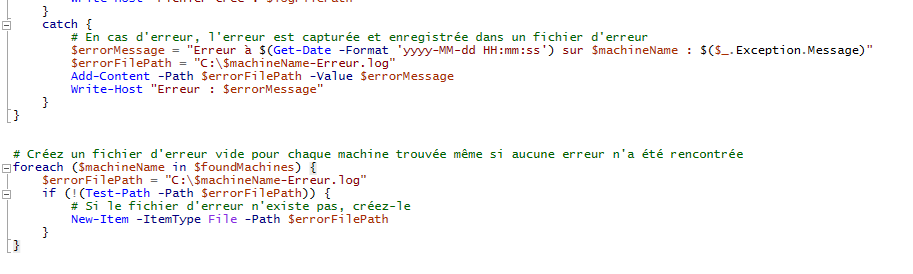 }
    catch {
        # En cas d'erreur, l'erreur est capturée et enregistrée dans un fichier d'erreur
        $errorMessage = "Erreur à $(Get-Date -Format 'yyyy-MM-dd HH:mm:ss') sur $machineName : $($_.Exception.Message)"
        $errorFilePath = "C:\$machineName-Erreur.log"
        Add-Content -Path $errorFilePath -Value $errorMessage
        Write-Host "Erreur : $errorMessage"
    }
}
# Créez un fichier d'erreur vide pour chaque machine trouvée même si aucune erreur n'a été rencontrée
foreach ($machineName in $foundMachines) {
    $errorFilePath = "C:\$machineName-Erreur.log"
    if (!(Test-Path -Path $errorFilePath)) {
        # Si le fichier d'erreur n'existe pas, créez-le
        New-Item -ItemType File -Path $errorFilePath
    }
}